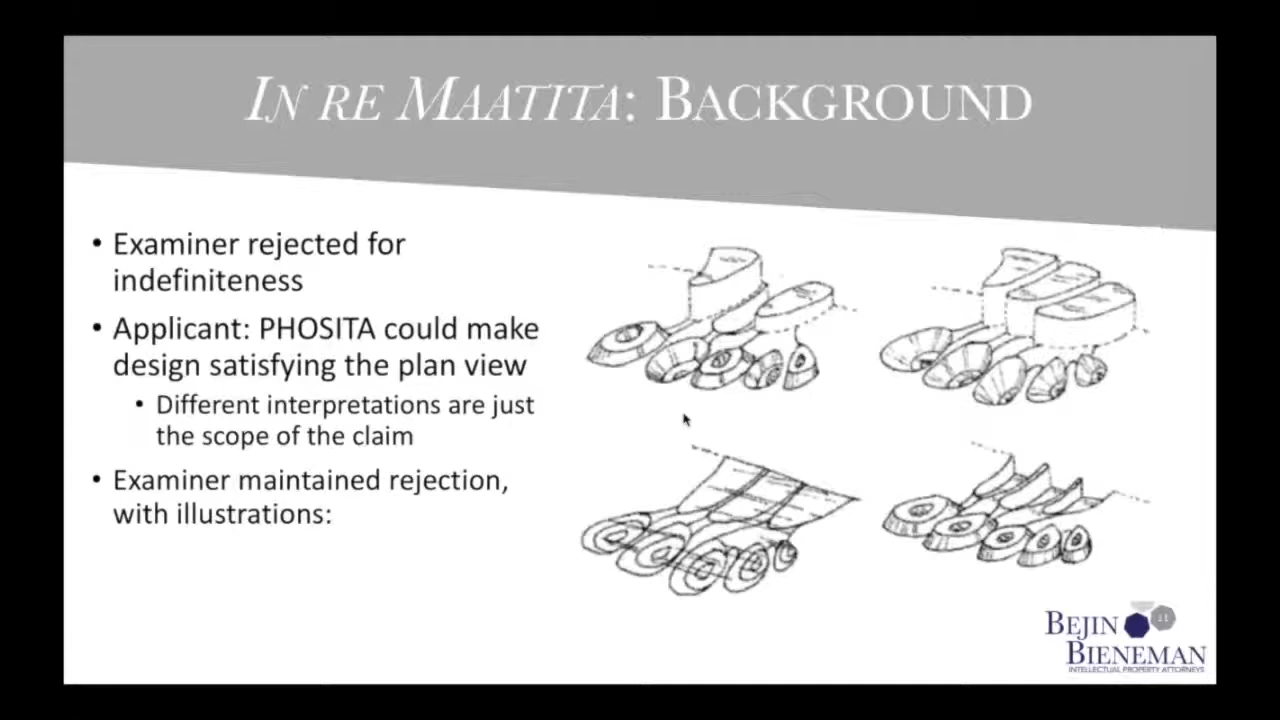 IN RE MAATITA: BACKGROUND
• Examiner rejected for
indefiniteness
• Applicant: PHOSITA could make
design satisfying the plan view
• Different interpretations are just
the scope of the claim
• Examiner maintained rejection,
with illustrations:
11
BEJIN
BIENEMAN
INTELLECTUAL PROPERTY ATTORNEYS